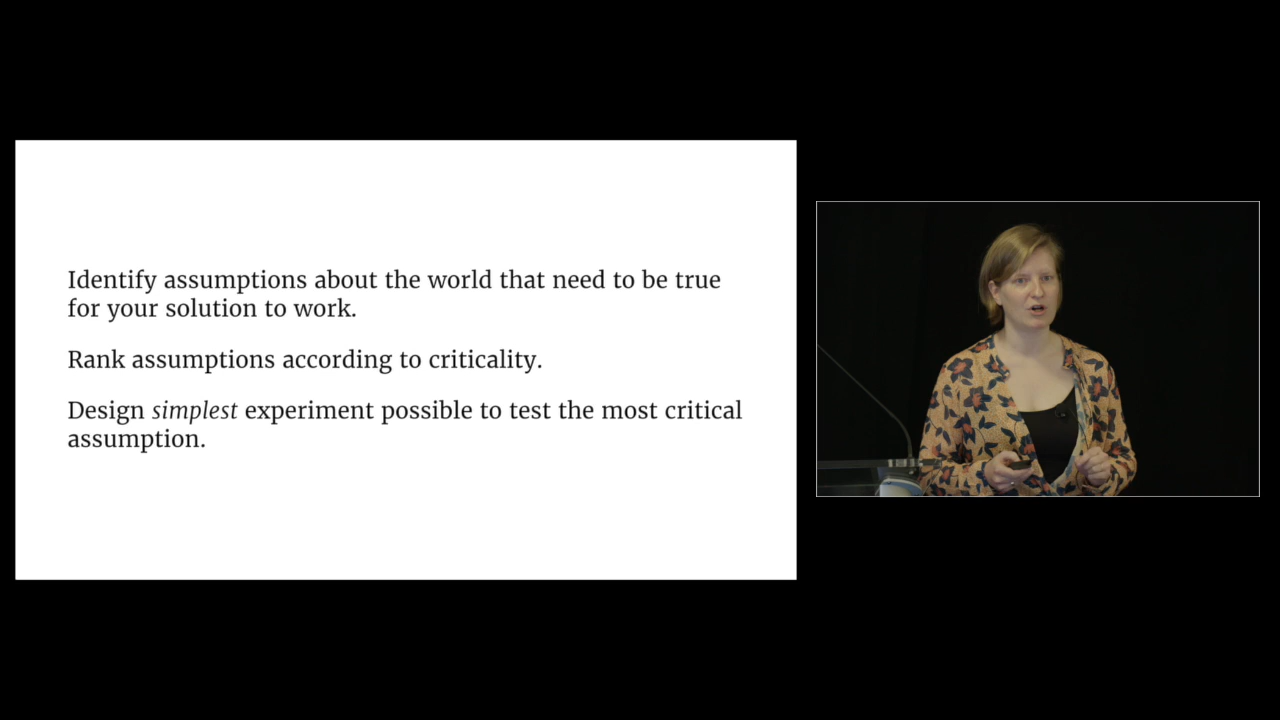 Identify assumptions about the world that need to be true
for your solution to work.
Rank assumptions according to criticality.
Design simplest experiment possible to test the most critical
assumption.